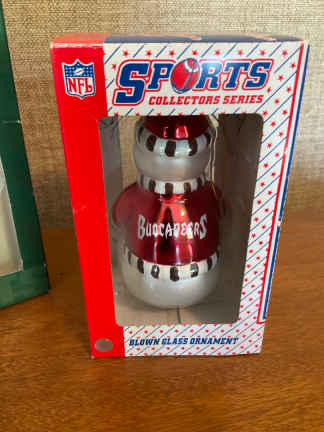 NFL
SPORTS
COLLECTORS SERIES
BUCCANEERS
BLOWN GLASS ORNAMENT